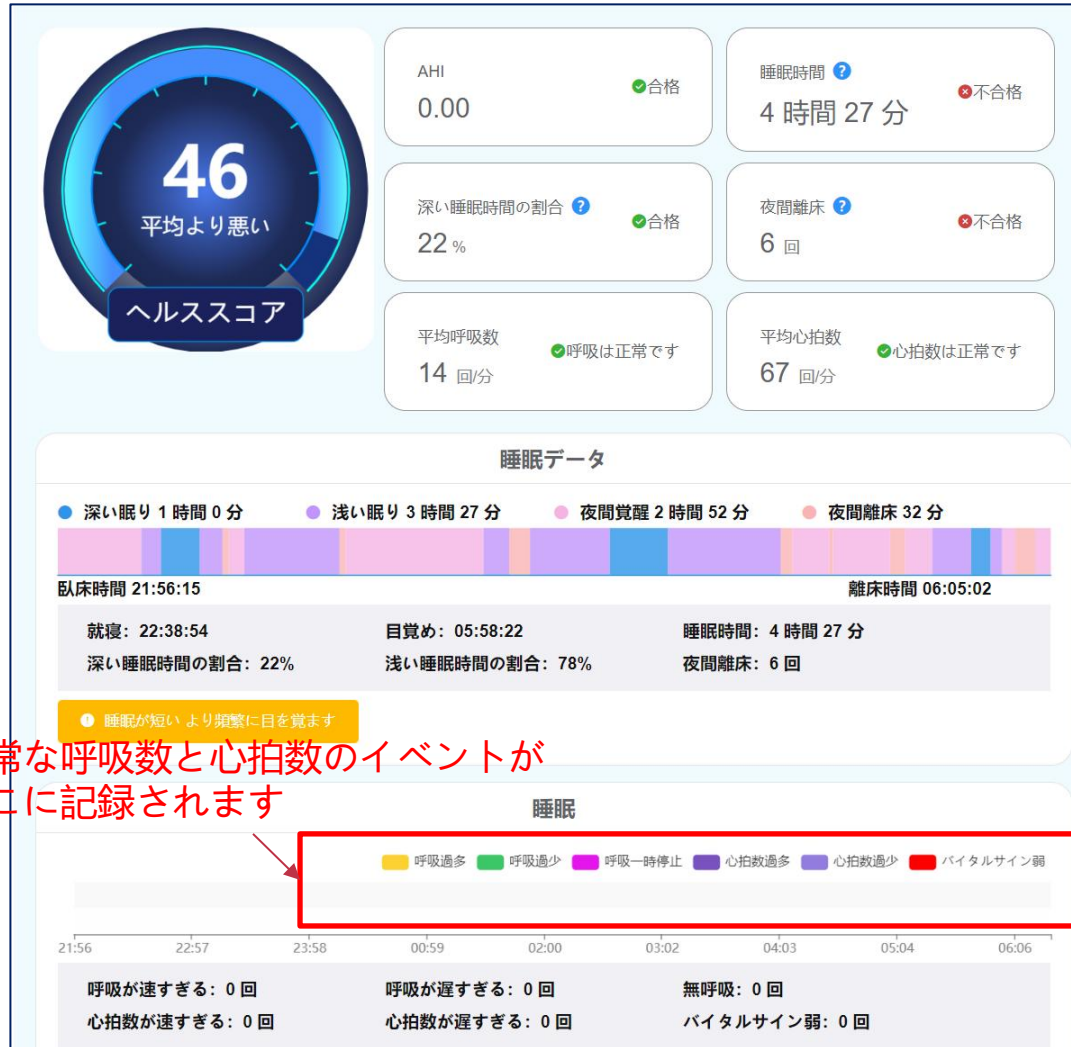 46
平均より悪い
ヘルススコア
AHI
0.00
合格
睡眠時間
4 時間 27 分
不合格
深い睡眠時間の割合
22 %
合格
夜間離床
6 回
不合格
平均呼吸数
14 回/分
呼吸は正常です
平均心拍数
67 回/分
心拍数は正常です
睡眠データ
深い眠り 1 時間 0 分 浅い眠り 3 時間 27 分 夜間覚醒 2 時間 52 分 夜間離床 32 分
臥床時間 21:56:15 離床時間 06:05:02
就寝: 22:38:54 目覚め: 05:58:22 睡眠時間: 4 時間 27 分
深い睡眠時間の割合: 22% 浅い睡眠時間の割合: 78% 夜間離床: 6 回
睡眠が短い より頻繁に目を覚ます
常な呼吸数と心拍数のイベントが
こに記録されます
睡眠
呼吸過多 呼吸過少 呼吸一時停止 心拍数過多 心拍数過少 バイタルサイン弱
21:56 22:57 23:58 00:59 02:00 03:02 04:03 05:04 06:06
呼吸が速すぎる: 0 回 呼吸が遅すぎる: 0 回 無呼吸: 0 回
心拍数が速すぎる: 0 回 心拍数が遅すぎる: 0 回 バイタルサイン弱: 0 回